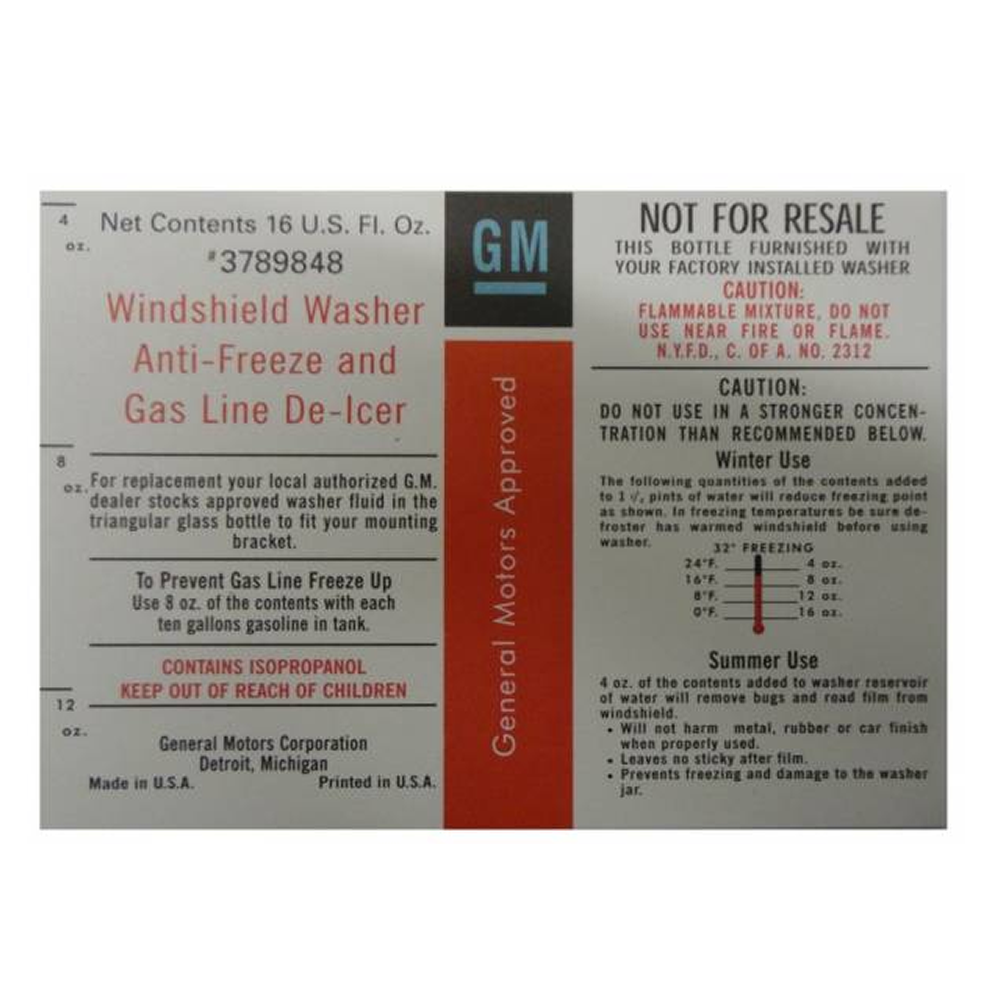 4
oz.
Net Contents 16 U.S. Fl. Oz.
#3789848
Windshield Washer
Anti-Freeze and
Gas Line De-Icer
8
oz.
For replacement your local authorized G.M.
dealer stocks approved washer fluid in the
triangular glass bottle to fit your mounting
bracket.
To Prevent Gas Line Freeze Up
Use 8 oz. of the contents with each
ten gallons gasoline in tank.
CONTAINS ISOPROPANOL
KEEP OUT OF REACH OF CHILDREN
12
oz.
General Motors Corporation
Detroit, Michigan
Made in U.S.A. Printed in U.S.A.
GM
General Motors Approved
NOT FOR RESALE
THIS BOTTLE FURNISHED WITH
YOUR FACTORY INSTALLED WASHER
CAUTION:
FLAMMABLE MIXTURE, DO NOT
USE NEAR FIRE OR FLAME.
N.Y.F.D., C. OF A. NO. 2312
CAUTION:
DO NOT USE IN A STRONGER CONCEN-
TRATION THAN RECOMMENDED BELOW.
Winter Use
The following quantities of the contents added
to 1 pints of water will reduce freezing point
as shown. In freezing temperatures be sure de-
froster has warmed windshield before using
washer.
32° FREEZING
24°F. 4 oz.
16°F. 8 oz.
8°F. 12 oz.
0°F. 16 oz.
Summer Use
4 oz. of the contents added to washer reservoir
of water will remove bugs and road film from
windshield.
• Will not harm metal, rubber or car finish
when properly used.
• Leaves no sticky after film.
• Prevents freezing and damage to the washer
jar.